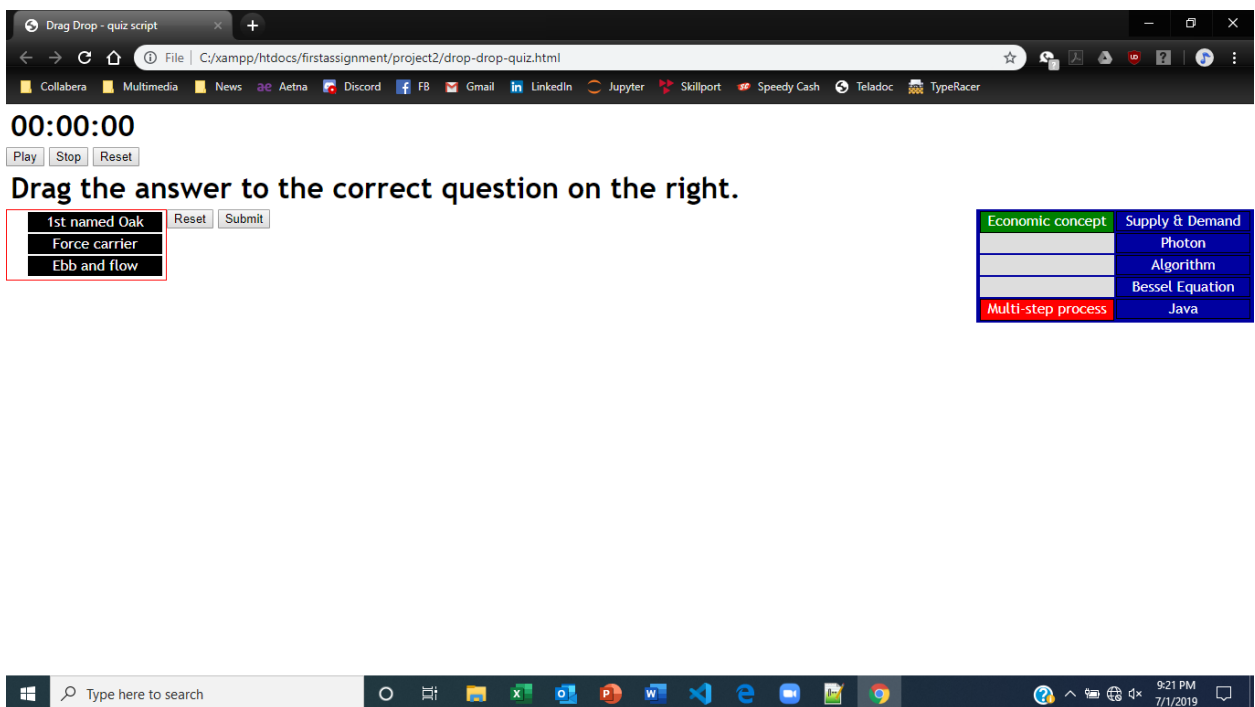 Drag Drop - quiz script
File | C:/xampp/htdocs/firstassignment/project2/drop-drop-quiz.html
Collabera Multimedia News ae Aetna Discord FB Gmail in LinkedIn Jupyter Skillport Speedy Cash Teladoc TypeRacer
00:00:00
Play Stop Reset
Drag the answer to the correct question on the right.
1st named Oak Reset Submit
Force carrier
Ebb and flow
Economic concept Supply & Demand
Photon
Algorithm
Bessel Equation
Multi-step process Java
Type here to search
9:21 PM
7/1/2019